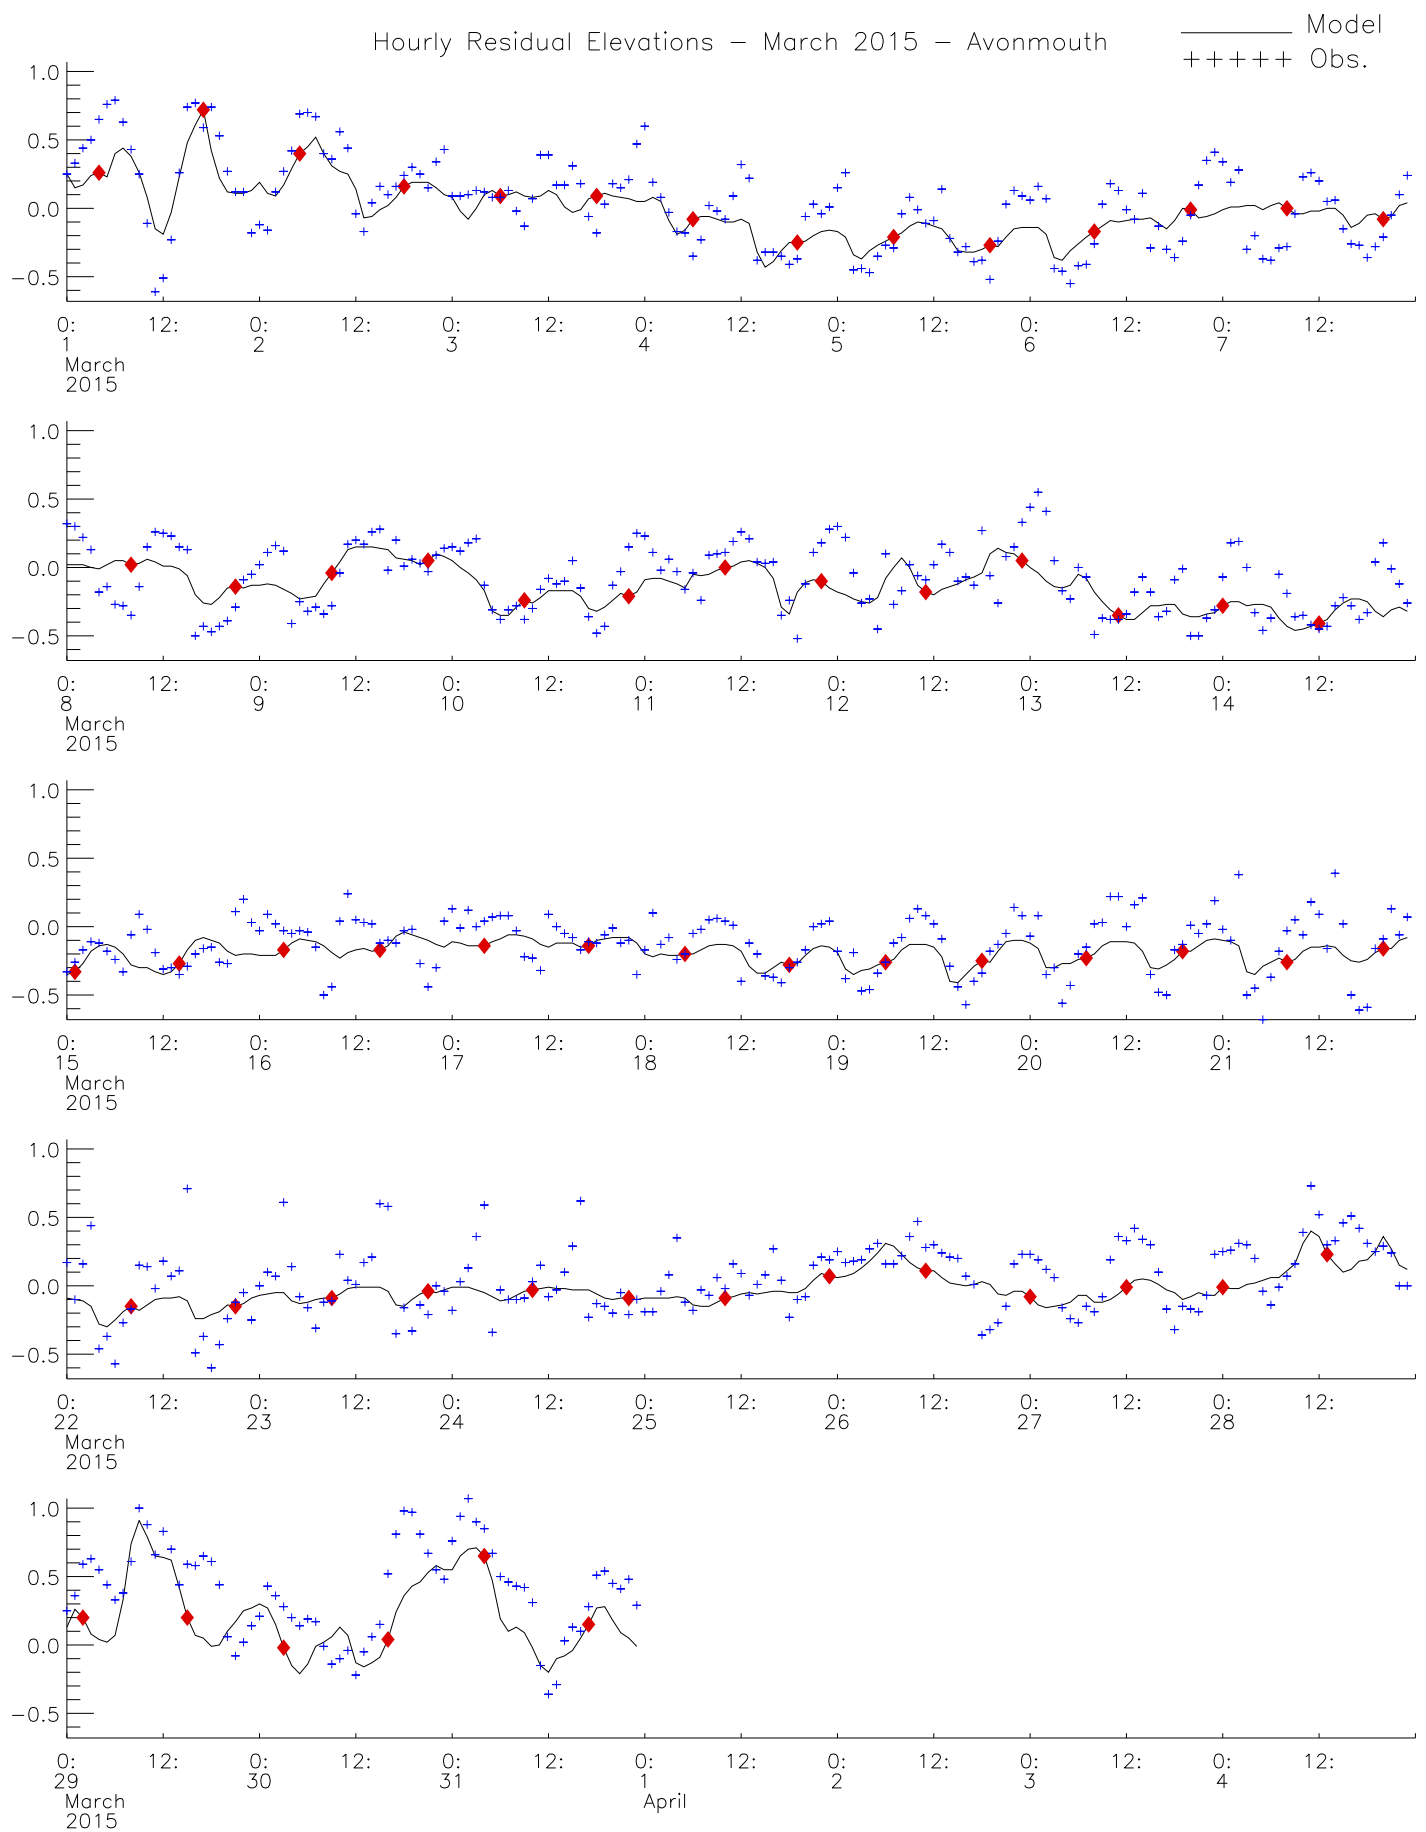 Hourly Residual Elevations – March 2015 – Avonmouth
Model
+++++ Obs.
1.0
0.5
0.0
−0.5
0: 12: 0: 12: 0: 12: 0: 12: 0: 12: 0: 12: 0: 12:
1 2 3 4 5 6 7
March
2015
1.0
0.5
0.0
−0.5
0: 12: 0: 12: 0: 12: 0: 12: 0: 12: 0: 12: 0: 12:
8 9 10 11 12 13 14
March
2015
1.0
0.5
0.0
−0.5
0: 12: 0: 12: 0: 12: 0: 12: 0: 12: 0: 12: 0: 12:
15 16 17 18 19 20 21
March
2015
1.0
0.5
0.0
−0.5
0: 12: 0: 12: 0: 12: 0: 12: 0: 12: 0: 12: 0: 12:
22 23 24 25 26 27 28
March
2015
1.0
0.5
0.0
−0.5
0: 12: 0: 12: 0: 12: 0: 12: 0: 12: 0: 12: 0: 12:
29 30 31 1 2 3 4
March April
2015